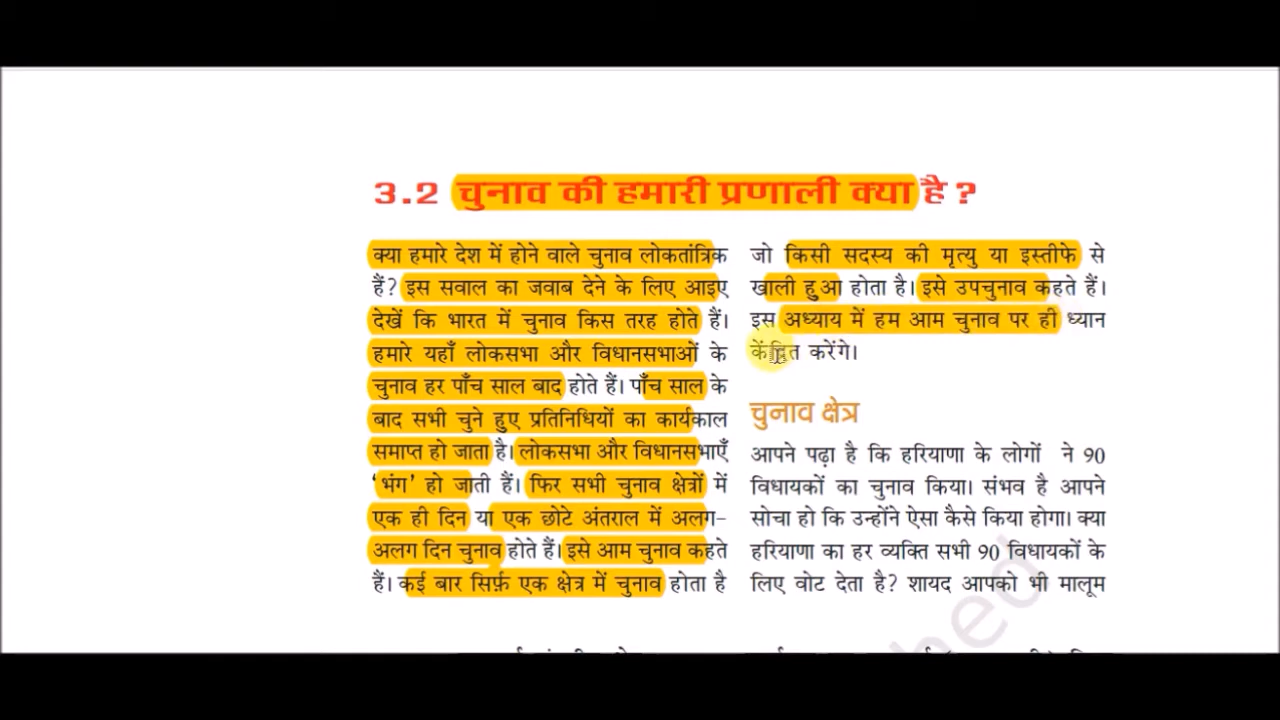 3.2 चुनाव की हमारी प्रणाली क्या है ?
क्या हमारे देश में होने वाले चुनाव लोकतांत्रिक
हैं? इस सवाल का जवाब देने के लिए आइए
देखें कि भारत में चुनाव किस तरह होते हैं।
हमारे यहाँ लोकसभा और विधानसभाओं के
चुनाव हर पाँच साल बाद होते हैं। पाँच साल के
बाद सभी चुने हुए प्रतिनिधियों का कार्यकाल
समाप्त हो जाता है। लोकसभा और विधानसभाएँ
'भंग' हो जाती हैं। फिर सभी चुनाव क्षेत्रों में
एक ही दिन या एक छोटे अंतराल में अलग-
अलग दिन चुनाव होते हैं। इसे आम चुनाव कहते
हैं। कई बार सिर्फ़ एक क्षेत्र में चुनाव होता है
जो किसी सदस्य की मृत्यु या इस्तीफे से
खाली हुआ होता है। इसे उपचुनाव कहते हैं।
इस अध्याय में हम आम चुनाव पर ही ध्यान
केंद्रित करेंगे।
चुनाव क्षेत्र
आपने पढ़ा है कि हरियाणा के लोगों ने 90
विधायकों का चुनाव किया। संभव है आपने
सोचा हो कि उन्होंने ऐसा कैसे किया होगा। क्या
हरियाणा का हर व्यक्ति सभी 90 विधायकों के
लिए वोट देता है? शायद आपको भी मालूम